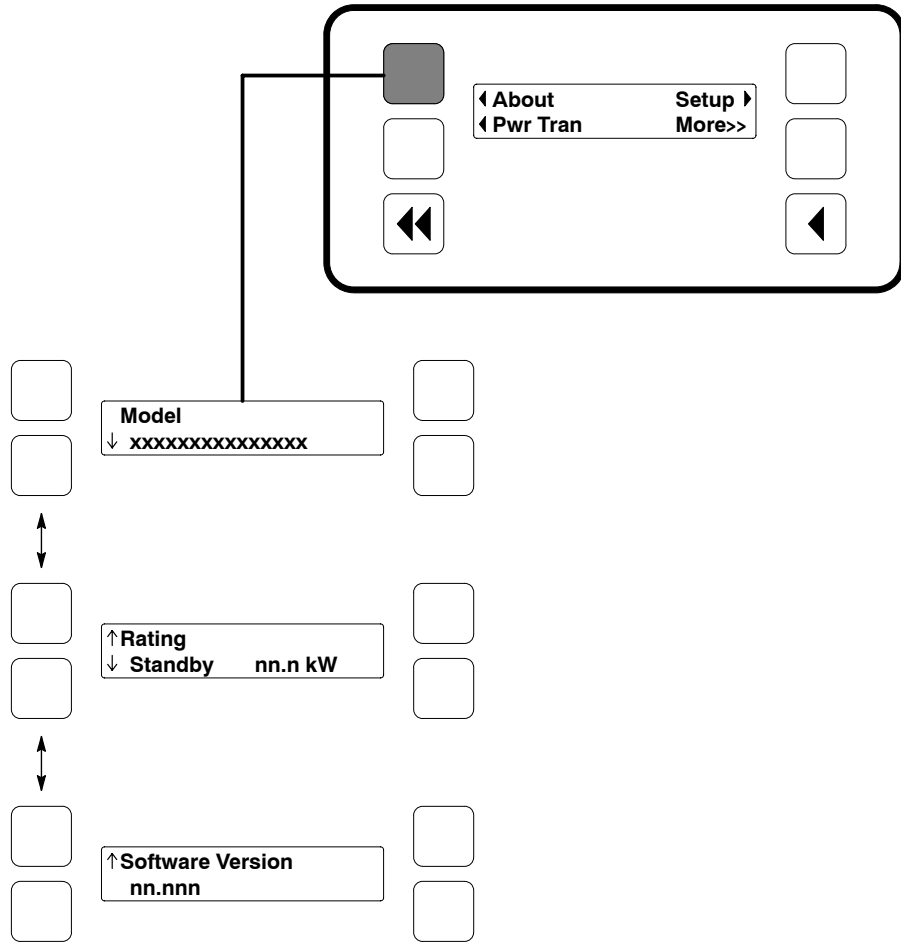 About Setup
Pwr Tran More>>
Model
↓ xxxxxxxxxxxxxxx
↑Rating
↓ Standby nn.n kW
↑Software Version
nn.nnn